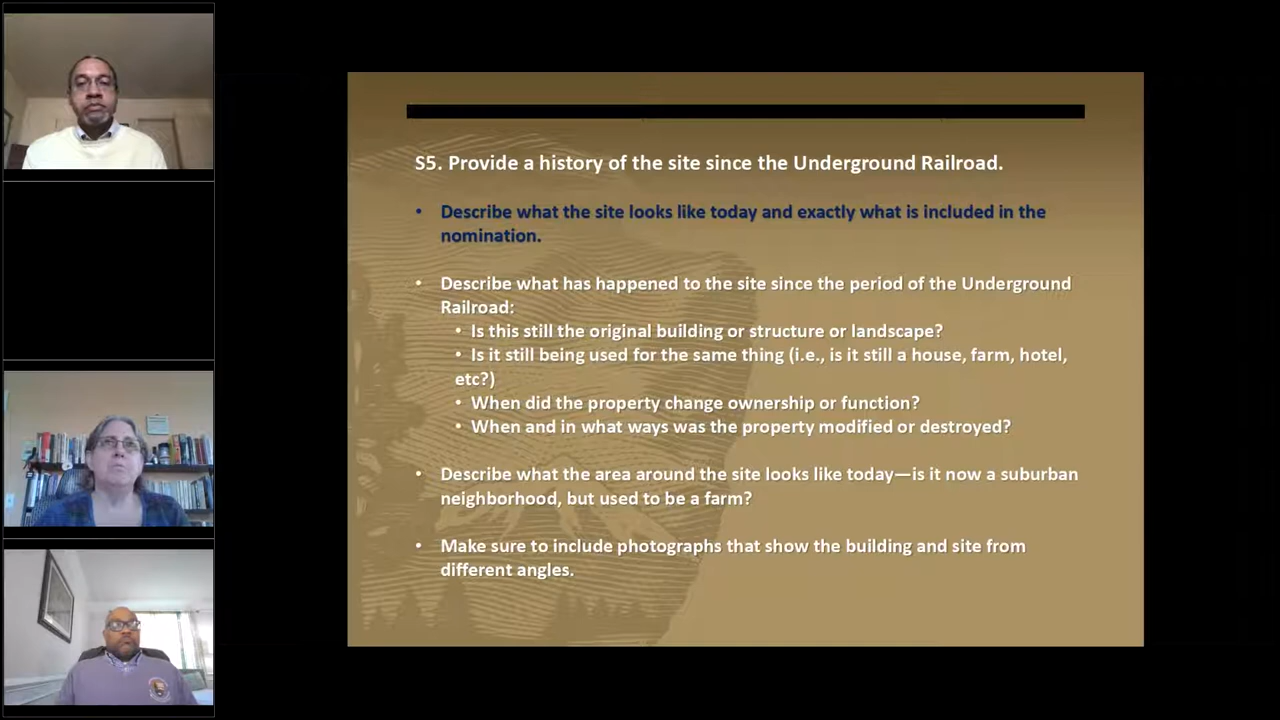 S5. Provide a history of the site since the Underground Railroad.
• Describe what the site looks like today and exactly what is included in the
nomination.
• Describe what has happened to the site since the period of the Underground
Railroad:
• Is this still the original building or structure or landscape?
• Is it still being used for the same thing (i.e., is it still a house, farm, hotel,
etc?)
• When did the property change ownership or function?
• When and in what ways was the property modified or destroyed?
• Describe what the area around the site looks like today—is it now a suburban
neighborhood, but used to be a farm?
• Make sure to include photographs that show the building and site from
different angles.